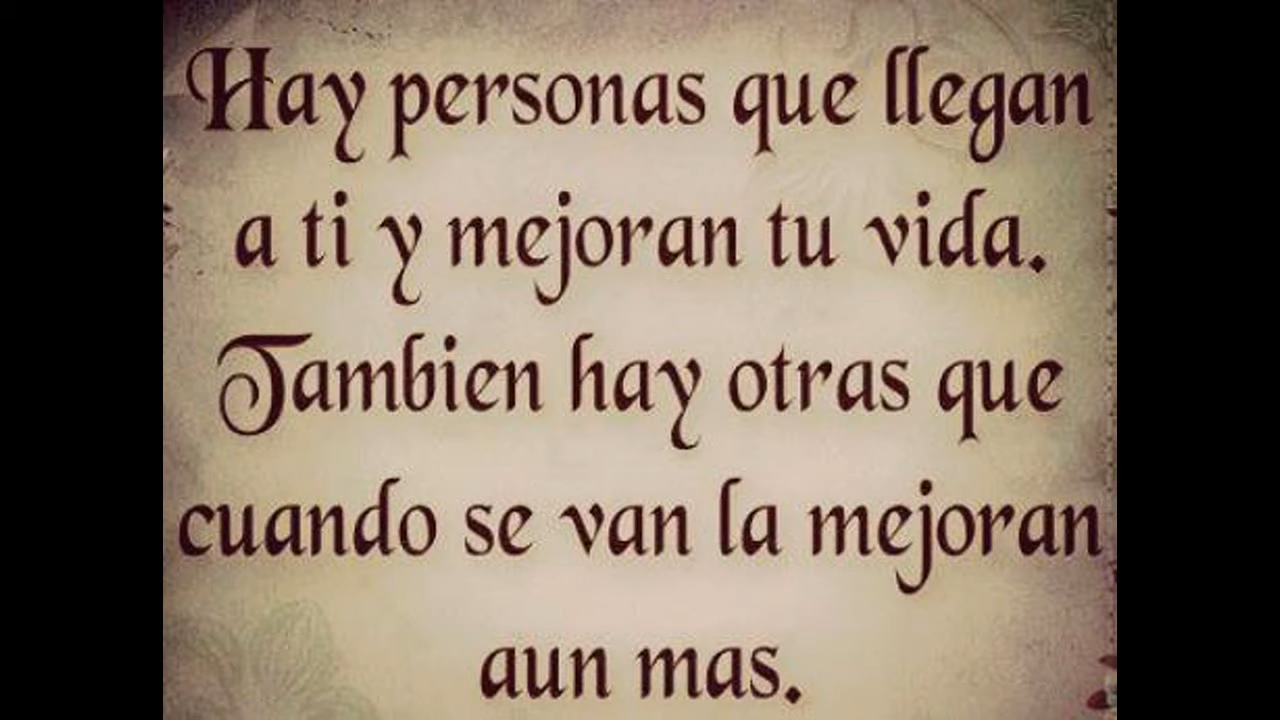 Hay personas que llegan
a ti y mejoran tu vida.
Tambien hay otras que
cuando se van la mejoran
aun mas.